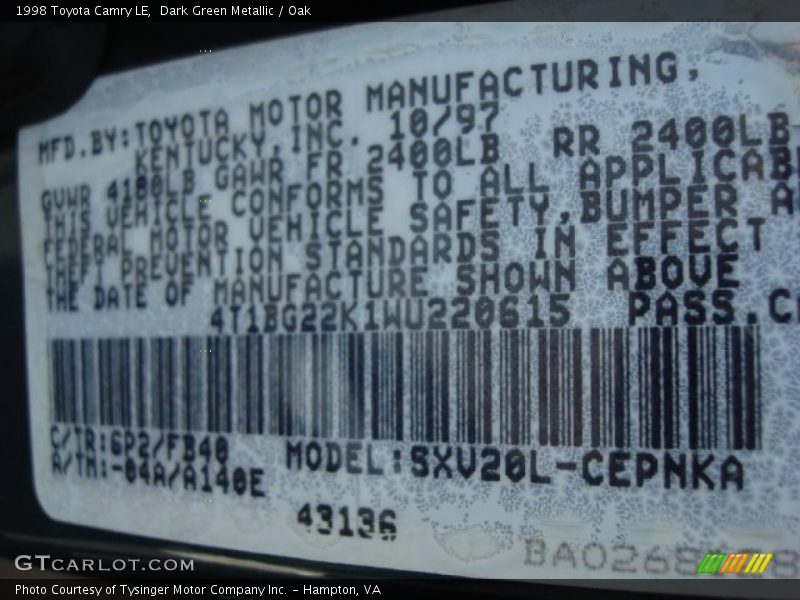 1998 Toyota Camry LE,  Dark Green Metallic / Oak
MFD.BY:TOYOTA MOTOR MANUFACTURING,
KENTUCKY,INC. 10/97
GVWR 4180LB GAWR FR 2400LB RR 2400LB
THIS VEHICLE CONFORMS TO ALL APPLICAB
FEDERAL MOTOR VEHICLE SAFETY,BUMPER A
THEFT PREVENTION STANDARDS IN EFFECT
THE DATE OF MANUFACTURE SHOWN ABOVE
4T1BG22K1WU220615 PASS.C
C/TR:6P2/FB40 MODEL:SXV20L-CEPNKA
A/TM:-04A/A140E
43136
BA0268
GTCARLOT.COM
Photo Courtesy of Tysinger Motor Company Inc. - Hampton, VA